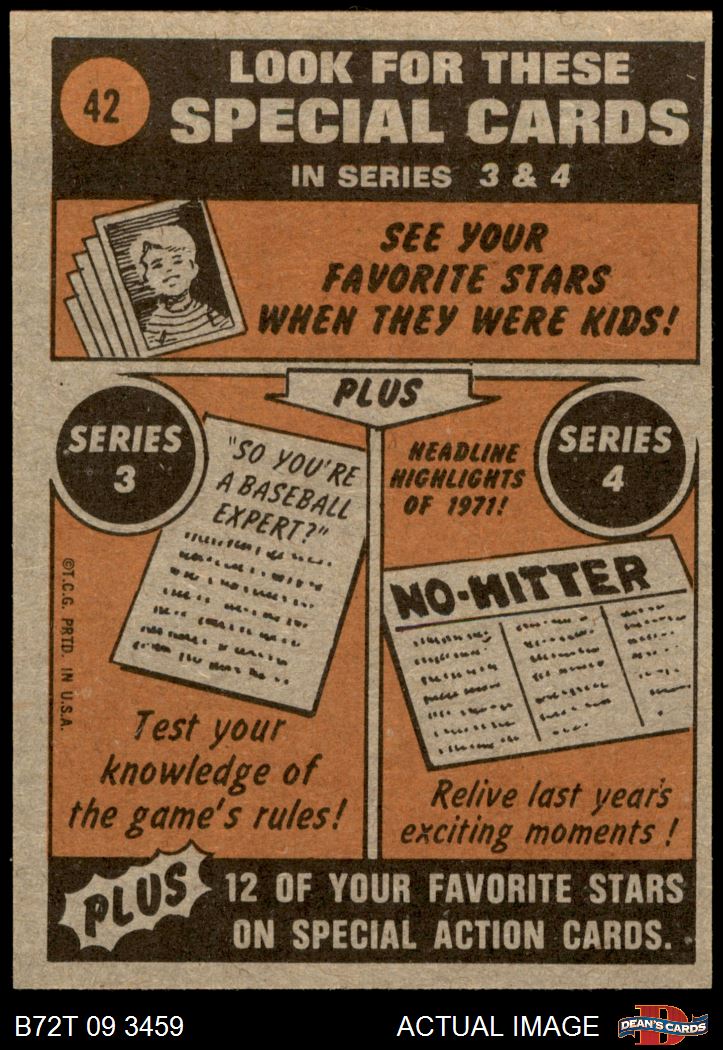 42
LOOK FOR THESE
SPECIAL CARDS
IN SERIES 3 & 4
SEE YOUR
FAVORITE STARS
WHEN THEY WERE KIDS!
PLUS
SERIES
3
"SO YOU'RE
A BASEBALL
EXPERT?"
Test your
knowledge of
the game's rules!
©T.C.G. PRTD. IN U.S.A.
HEADLINE
HIGHLIGHTS
OF 1971!
SERIES
4
NO-HITTER
Relive last year's
exciting moments!
PLUS
12 OF YOUR FAVORITE STARS
ON SPECIAL ACTION CARDS.
B72T 09 3459
ACTUAL IMAGE
DEAN'S CARDS